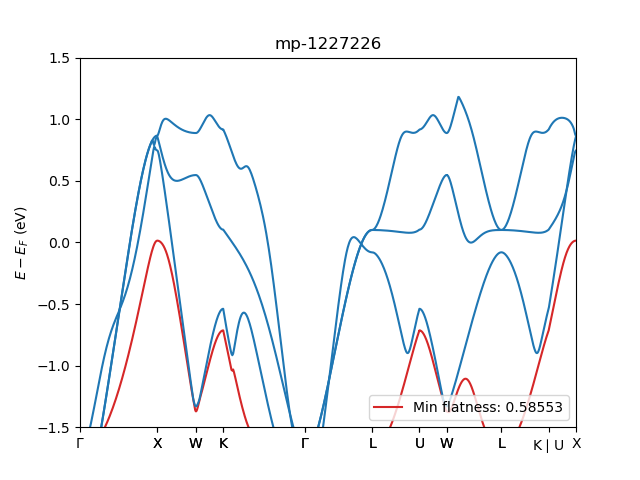 mp-1227226
E − E_F (eV)
1.5
1.0
0.5
0.0
−0.5
−1.0
−1.5
Min flatness: 0.58553
Γ X W K Γ L U W L K | U X